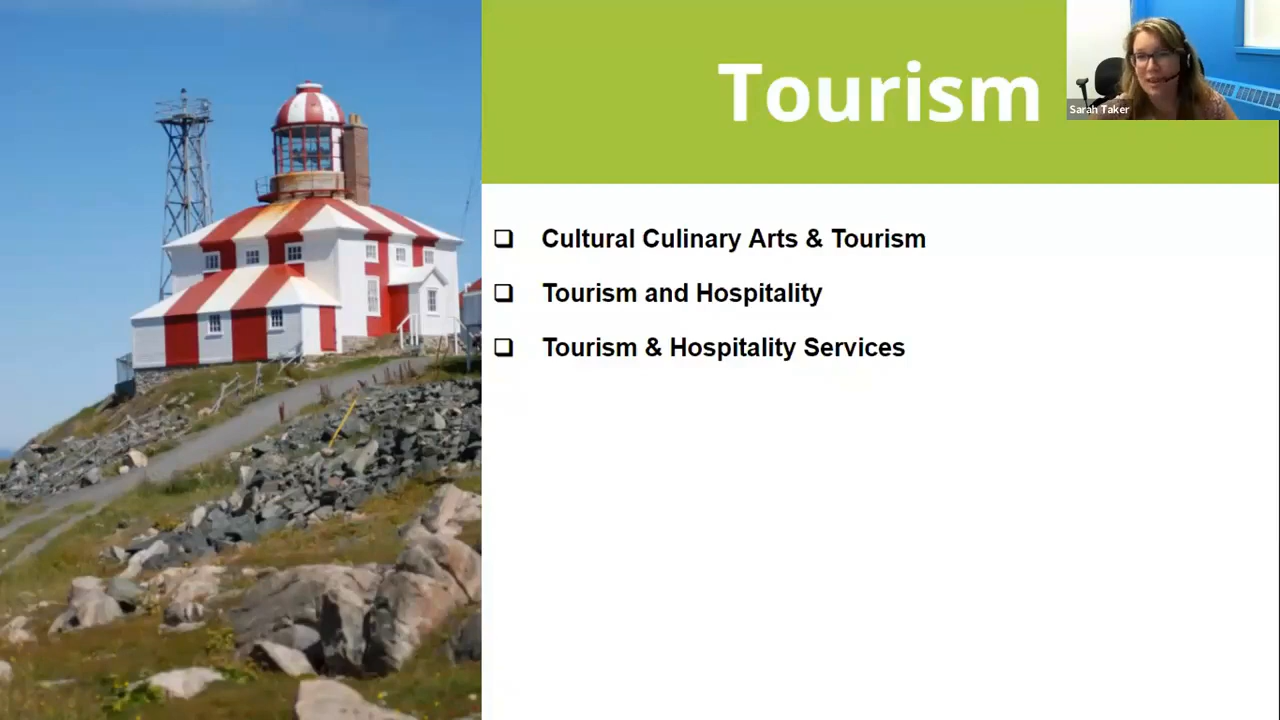 Tourism
Sarah Taker
Cultural Culinary Arts & Tourism
Tourism and Hospitality
Tourism & Hospitality Services